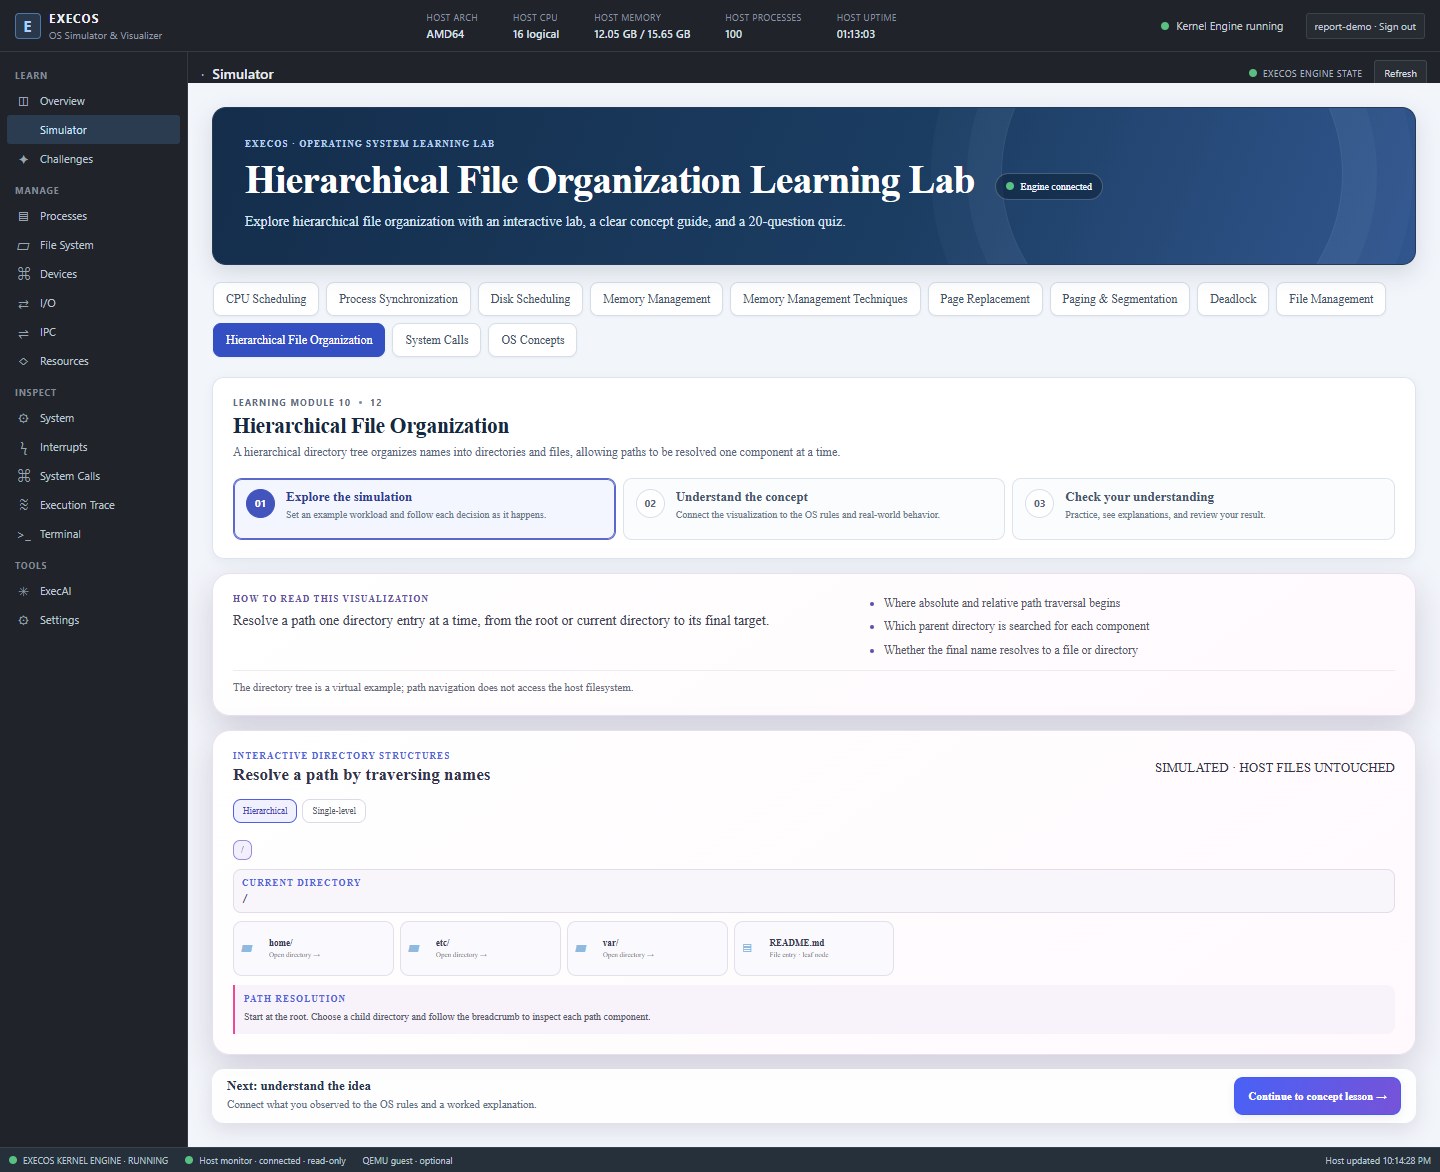 E
EXECOS
OS Simulator & Visualizer
HOST ARCH
AMD64
HOST CPU
16 logical
HOST MEMORY
12.05 GB / 15.65 GB
HOST PROCESSES
100
HOST UPTIME
01:13:03
Kernel Engine running
report-demo · Sign out
LEARN
Overview
Simulator
Challenges
MANAGE
Processes
File System
Devices
I/O
IPC
Resources
INSPECT
System
Interrupts
System Calls
Execution Trace
>_ Terminal
TOOLS
ExecAI
Settings
· Simulator
EXECOS ENGINE STATE
Refresh
EXECOS · OPERATING SYSTEM LEARNING LAB
Hierarchical File Organization Learning Lab
Engine connected
Explore hierarchical file organization with an interactive lab, a clear concept guide, and a 20-question quiz.
CPU Scheduling
Process Synchronization
Disk Scheduling
Memory Management
Memory Management Techniques
Page Replacement
Paging & Segmentation
Deadlock
File Management
Hierarchical File Organization
System Calls
OS Concepts
LEARNING MODULE 10 • 12
Hierarchical File Organization
A hierarchical directory tree organizes names into directories and files, allowing paths to be resolved one component at a time.
01
Explore the simulation
Set an example workload and follow each decision as it happens.
02
Understand the concept
Connect the visualization to the OS rules and real-world behavior.
03
Check your understanding
Practice, see explanations, and review your result.
HOW TO READ THIS VISUALIZATION
Resolve a path one directory entry at a time, from the root or current directory to its final target.
• Where absolute and relative path traversal begins
• Which parent directory is searched for each component
• Whether the final name resolves to a file or directory
The directory tree is a virtual example; path navigation does not access the host filesystem.
INTERACTIVE DIRECTORY STRUCTURES
Resolve a path by traversing names
SIMULATED · HOST FILES UNTOUCHED
Hierarchical
Single-level
/
CURRENT DIRECTORY
/
home/
Open directory →
etc/
Open directory →
var/
Open directory →
README.md
File entry · leaf node
PATH RESOLUTION
Start at the root. Choose a child directory and follow the breadcrumb to inspect each path component.
Next: understand the idea
Connect what you observed to the OS rules and a worked explanation.
Continue to concept lesson →
EXECOS KERNEL ENGINE · RUNNING
Host monitor · connected · read-only
QEMU guest · optional
Host updated 10:14:28 PM